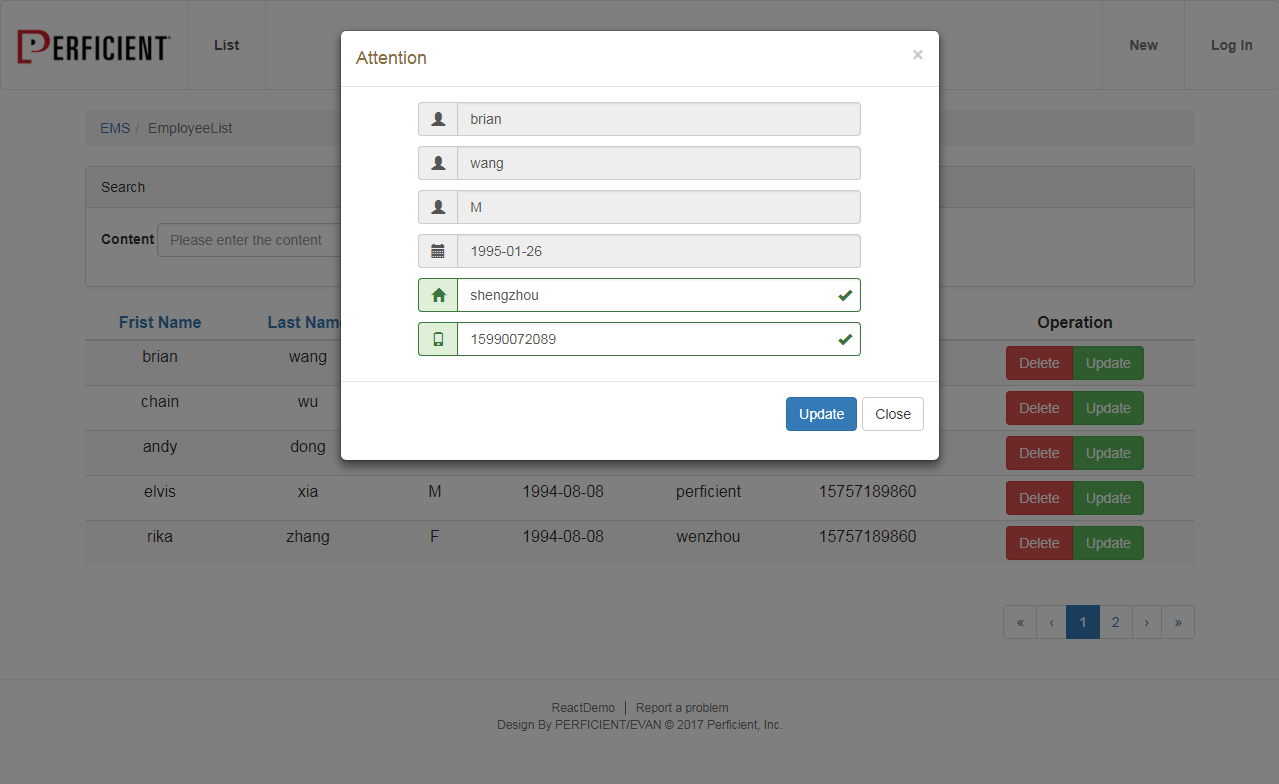 PERFICIENT List New Log In
Attention ×
brian
wang
M
1995-01-26
shengzhou
15990072089
Update Close
EMS / EmployeeList
Search
Content Please enter the content
Frist Name Last Name Operation
brian wang Delete Update
chain wu Delete Update
andy dong Delete Update
elvis xia M 1994-08-08 perficient 15757189860 Delete Update
rika zhang F 1994-08-08 wenzhou 15757189860 Delete Update
« ‹ 1 2 › »
ReactDemo | Report a problem
Design By PERFICIENT/EVAN © 2017 Perficient, Inc.